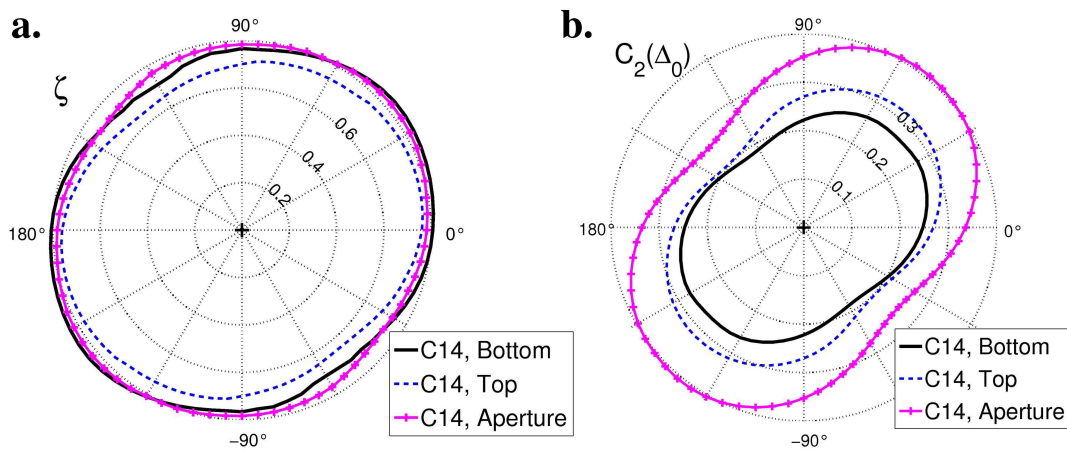 a.
ζ
90°
0.6
0.4
0.2
180°
0°
−90°
C14, Bottom
C14, Top
C14, Aperture
b.
C₂(Δ₀)
90°
0.3
0.2
0.1
180°
0°
−90°
C14, Bottom
C14, Top
C14, Aperture